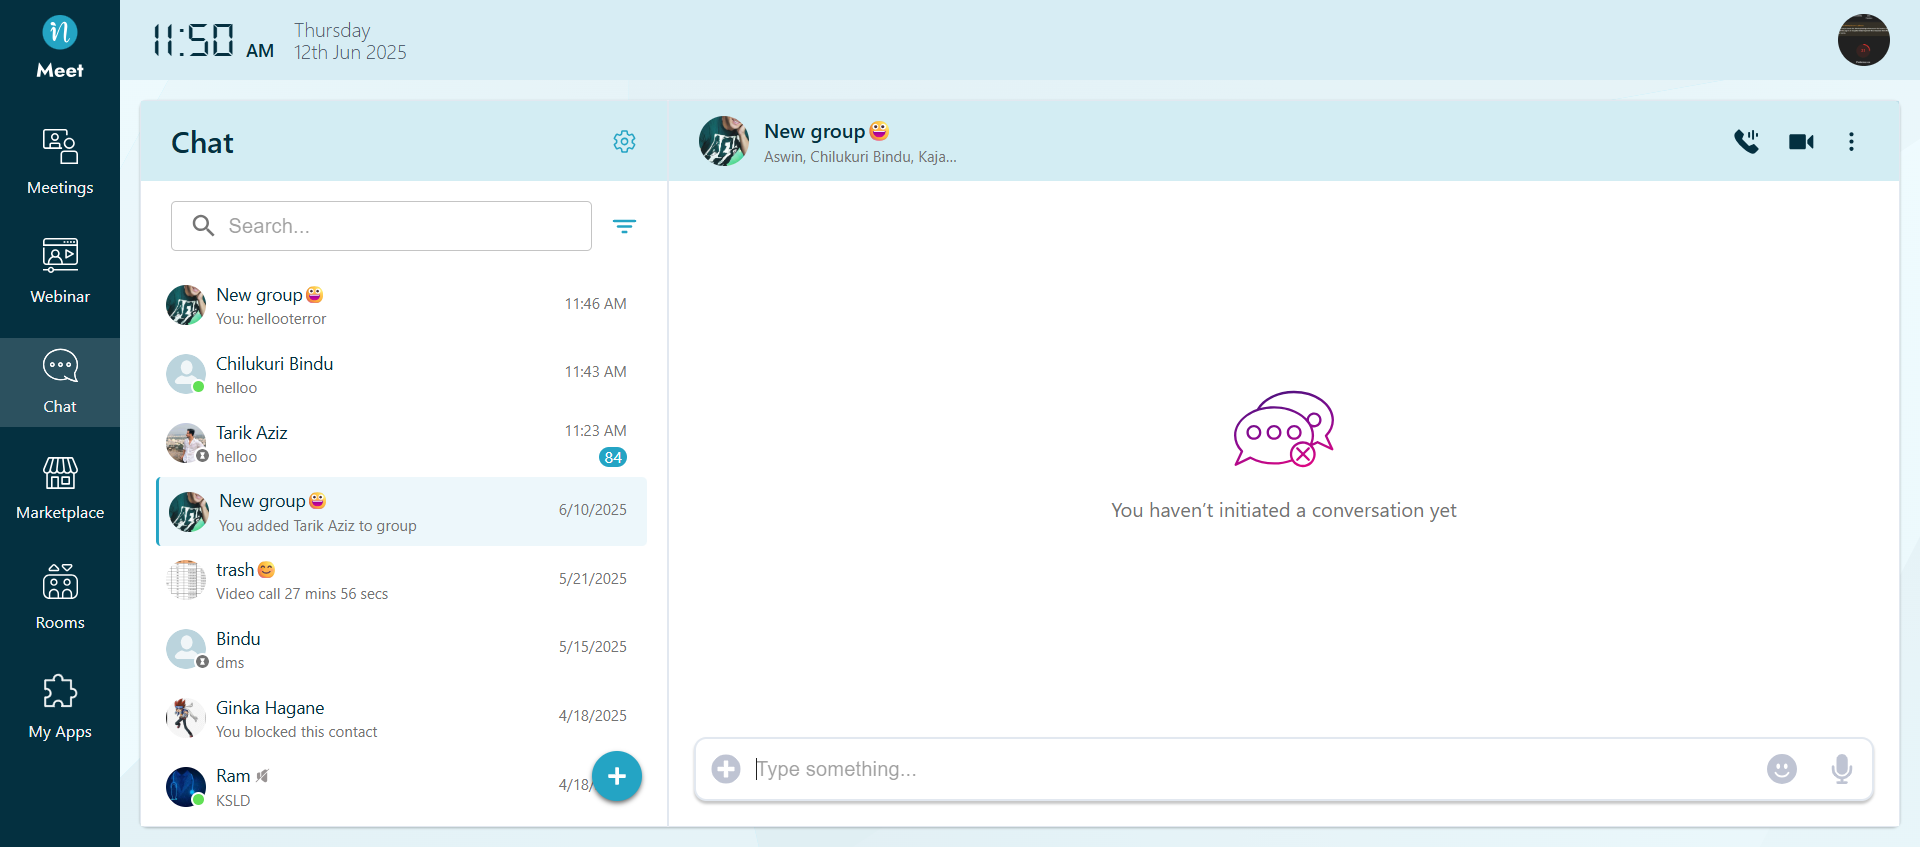 11:50 AM
Thursday
12th Jun 2025
n
Meet
Meetings
Webinar
Chat
Marketplace
Rooms
My Apps
Chat
Search...
New group😀
11:46 AM
You: hellooterror
Chilukuri Bindu
11:43 AM
helloo
Tarik Aziz
11:23 AM
helloo
84
New group😀
6/10/2025
You added Tarik Aziz to group
trash😊
5/21/2025
Video call 27 mins 56 secs
Bindu
5/15/2025
dms
Ginka Hagane
4/18/2025
You blocked this contact
Ram
4/18/
KSLD
New group😀
Aswin, Chilukuri Bindu, Kaja...
You haven’t initiated a conversation yet
Type something...